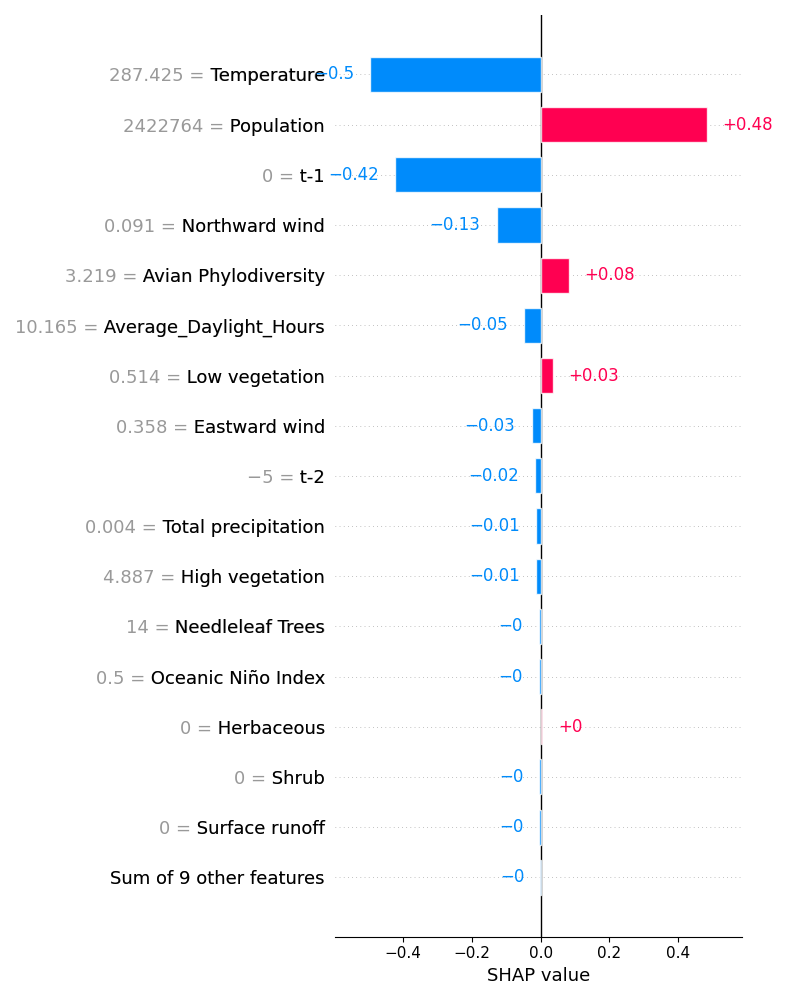 287.425 = Temperature −0.5
2422764 = Population +0.48
0 = t-1 −0.42
0.091 = Northward wind −0.13
3.219 = Avian Phylodiversity +0.08
10.165 = Average_Daylight_Hours −0.05
0.514 = Low vegetation +0.03
0.358 = Eastward wind −0.03
−5 = t-2 −0.02
0.004 = Total precipitation −0.01
4.887 = High vegetation −0.01
14 = Needleleaf Trees −0
0.5 = Oceanic Niño Index −0
0 = Herbaceous +0
0 = Shrub −0
0 = Surface runoff −0
Sum of 9 other features −0
−0.4 −0.2 0.0 0.2 0.4
SHAP value